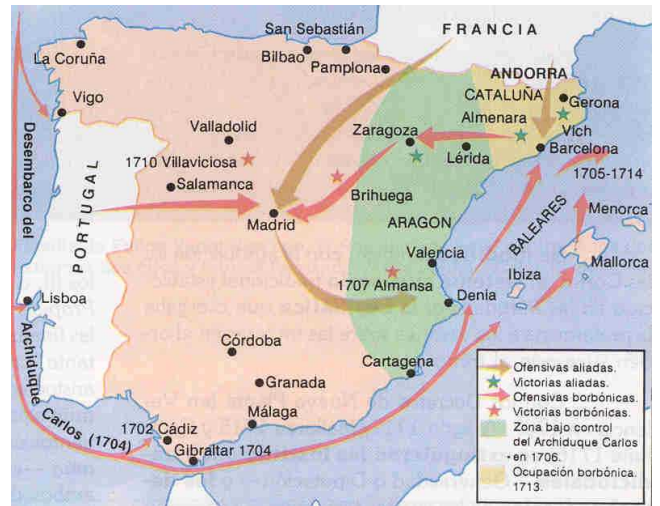 San Sebastián
FRANCIA
La Coruña
Bilbao
Pamplona
ANDORRA
CATALUÑA
Gerona
Vigo
Almenara
Vich
Valladolid
Zaragoza
Lérida
Barcelona
1705-1714
1710 Villaviciosa
Salamanca
Brihuega
Menorca
Madrid
ARAGON
BALEARES
Mallorca
PORTUGAL
Valencia
Ibiza
1707 Almansa
Denía
Lisboa
Desembarco del
Archiduque
Carlos (1704)
Córdoba
Cartagena
Granada
Málaga
1702 Cádiz
Gibraltar 1704
Ofensivas aliadas.
Victorias aliadas.
Ofensivas borbónicas.
Victorias borbónicas.
Zona bajo control
del Archiduque Carlos
en 1706.
Ocupación borbónica
1713.